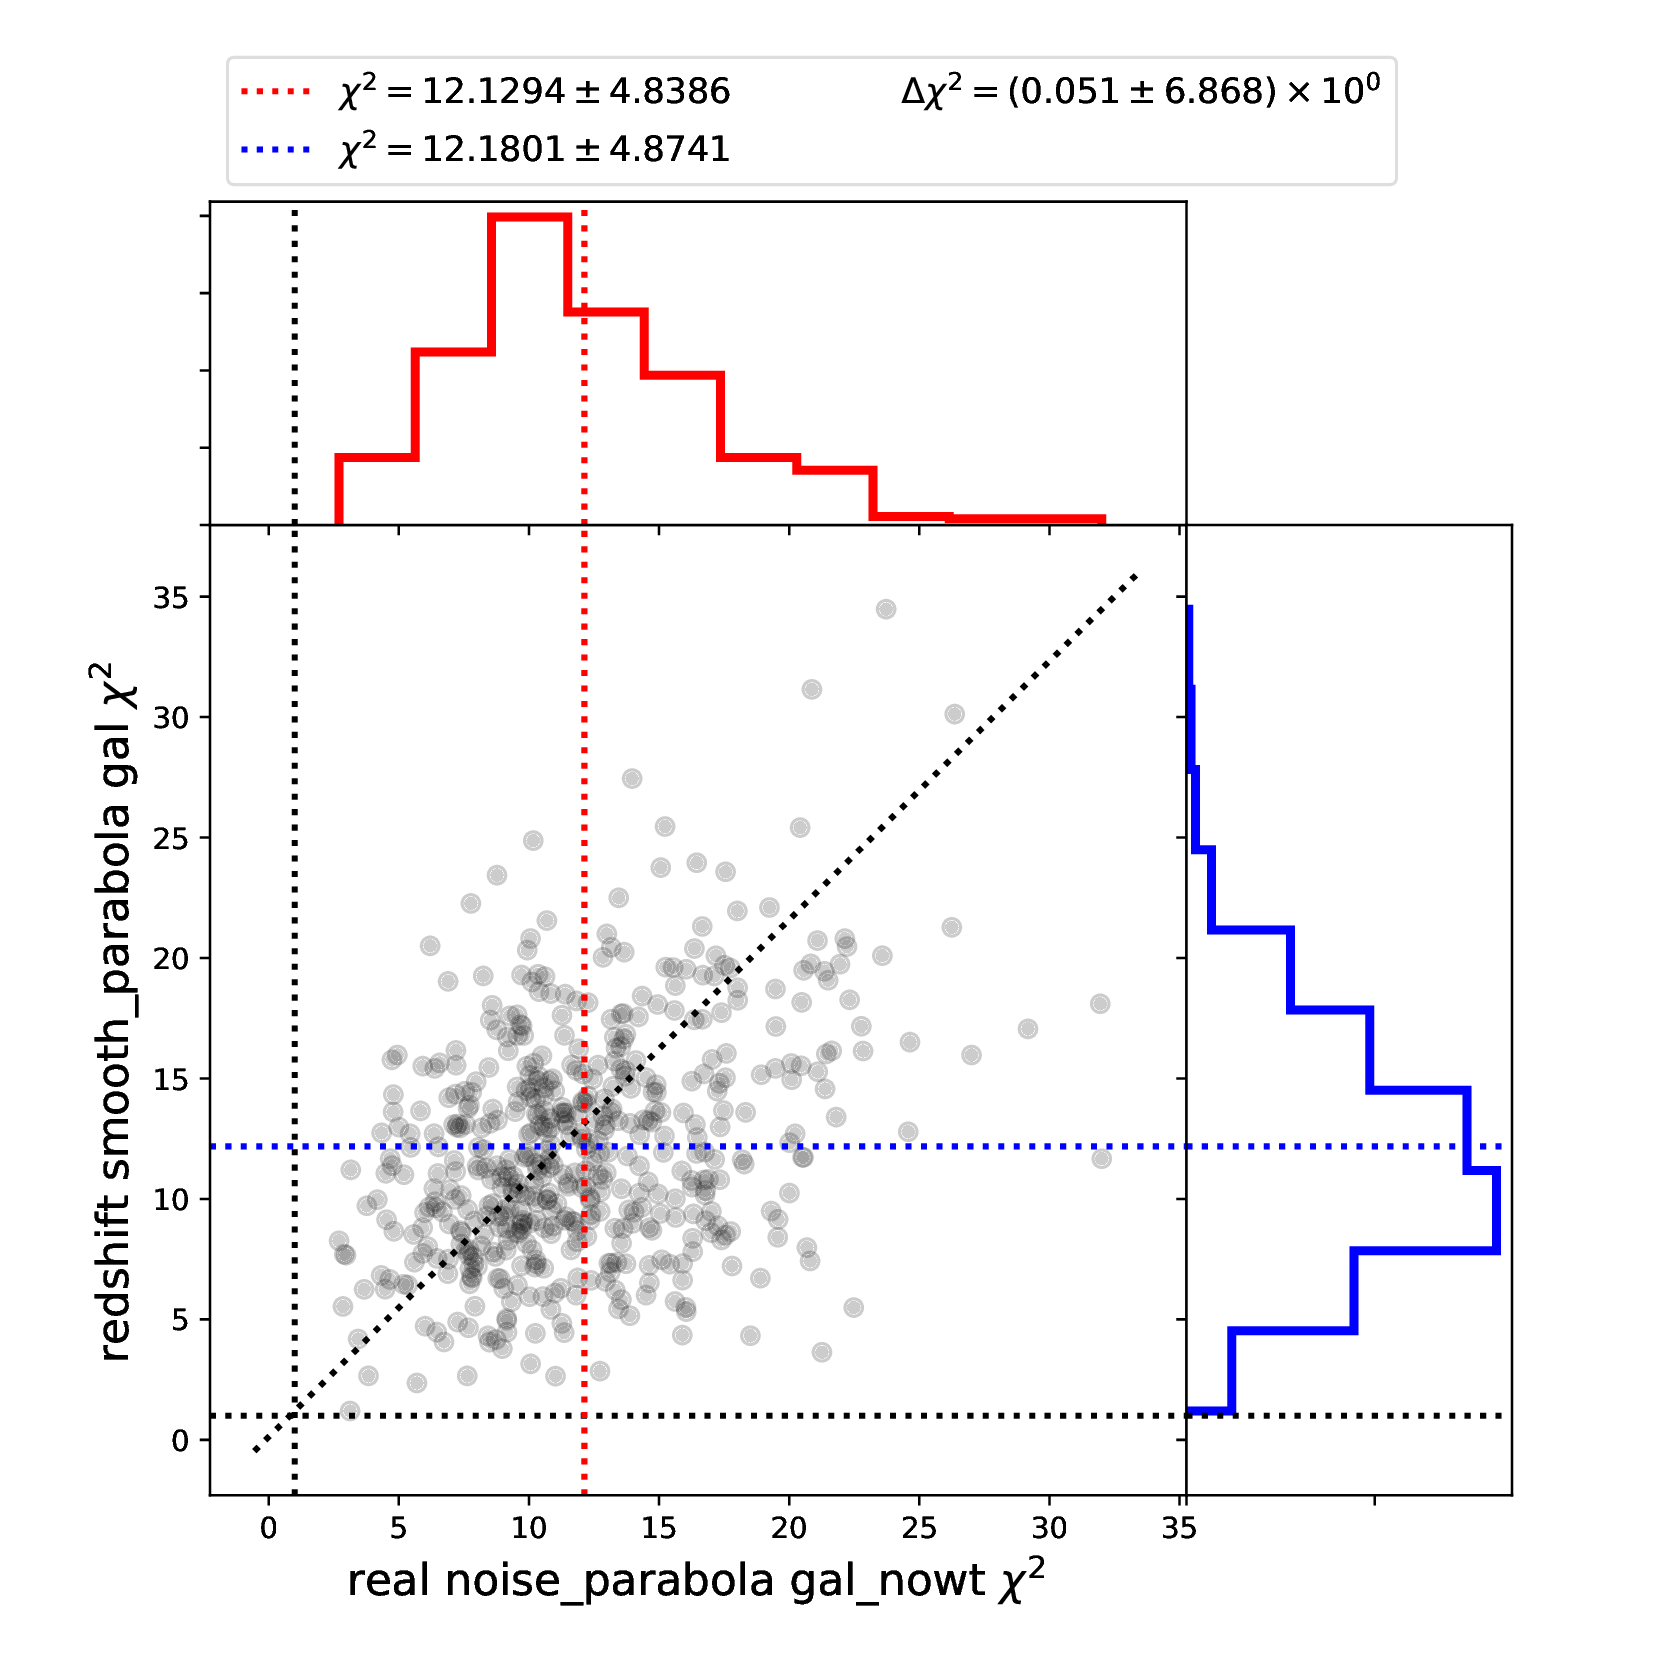 χ² = 12.1294 ± 4.8386
χ² = 12.1801 ± 4.8741
Δχ² = (0.051 ± 6.868) × 10⁰
35
30
25
20
15
10
5
0
redshift smooth_parabola gal χ²
0 5 10 15 20 25 30 35
real noise_parabola gal_nowt χ²